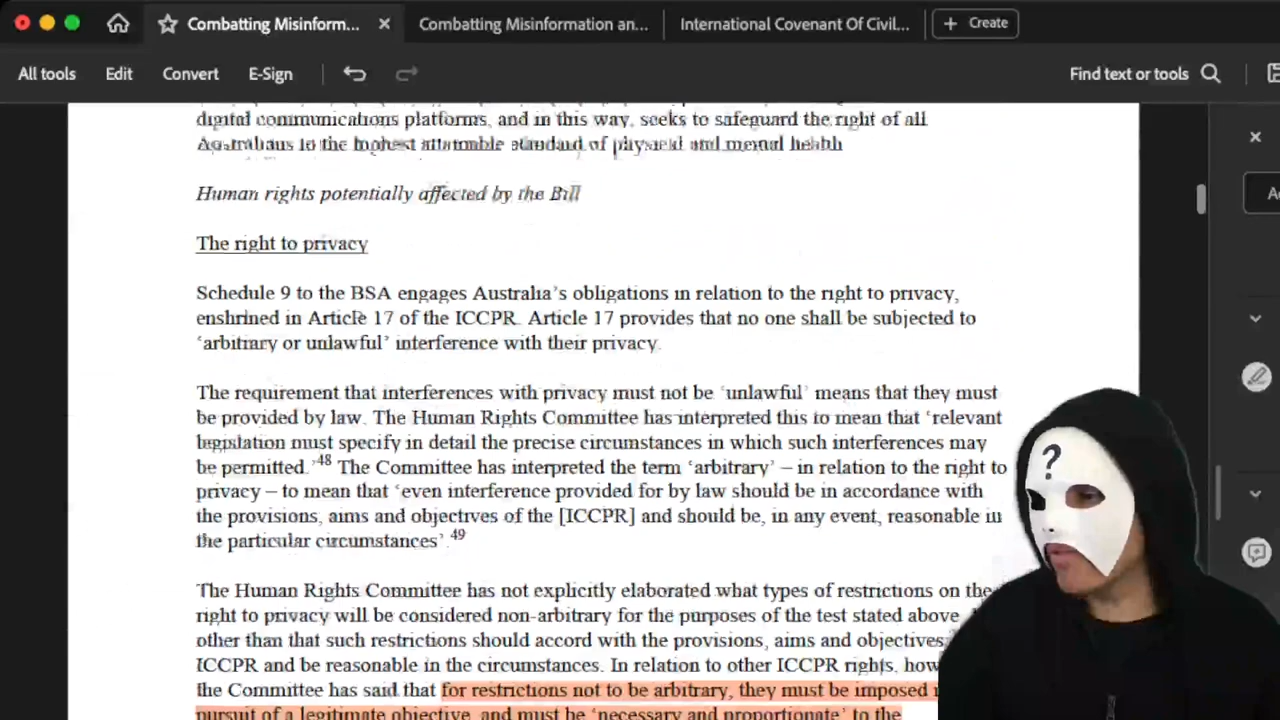 Combatting Misinform...
Combatting Misinformation an...
International Covenant Of Civil...
+ Create
All tools
Edit
Convert
E-Sign
Find text or tools
digital communications platforms, and in this way, seeks to safeguard the right of all
Australians to the highest attainable standard of physical and mental health
Human rights potentially affected by the Bill
The right to privacy
Schedule 9 to the BSA engages Australia's obligations in relation to the right to privacy,
enshrined in Article 17 of the ICCPR. Article 17 provides that no one shall be subjected to
'arbitrary or unlawful' interference with their privacy.
The requirement that interferences with privacy must not be 'unlawful' means that they must
be provided by law. The Human Rights Committee has interpreted this to mean that 'relevant
legislation must specify in detail the precise circumstances in which such interferences may
be permitted.'48 The Committee has interpreted the term 'arbitrary' – in relation to the right to
privacy – to mean that 'even interference provided for by law should be in accordance with
the provisions, aims and objectives of the [ICCPR] and should be, in any event, reasonable in
the particular circumstances'.49
The Human Rights Committee has not explicitly elaborated what types of restrictions on the
right to privacy will be considered non-arbitrary for the purposes of the test stated above
other than that such restrictions should accord with the provisions, aims and objectives
ICCPR and be reasonable in the circumstances. In relation to other ICCPR rights, how
the Committee has said that for restrictions not to be arbitrary, they must be imposed
pursuit of a legitimate objective, and must be 'necessary and proportionate' to the
?